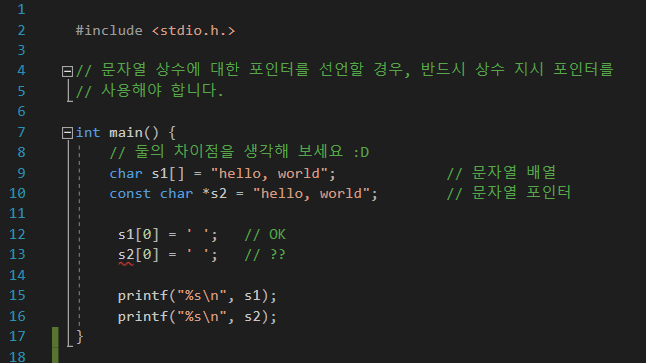 1
2 #include <stdio.h.>
3
4 // 문자열 상수에 대한 포인터를 선언할 경우, 반드시 상수 지시 포인터를
5 // 사용해야 합니다.
6
7 int main() {
8 // 둘의 차이점을 생각해 보세요 :D
9 char s1[] = "hello, world"; // 문자열 배열
10 const char *s2 = "hello, world"; // 문자열 포인터
11
12 s1[0] = ' '; // OK
13 s2[0] = ' '; // ??
14
15 printf("%s\n", s1);
16 printf("%s\n", s2);
17 }
18